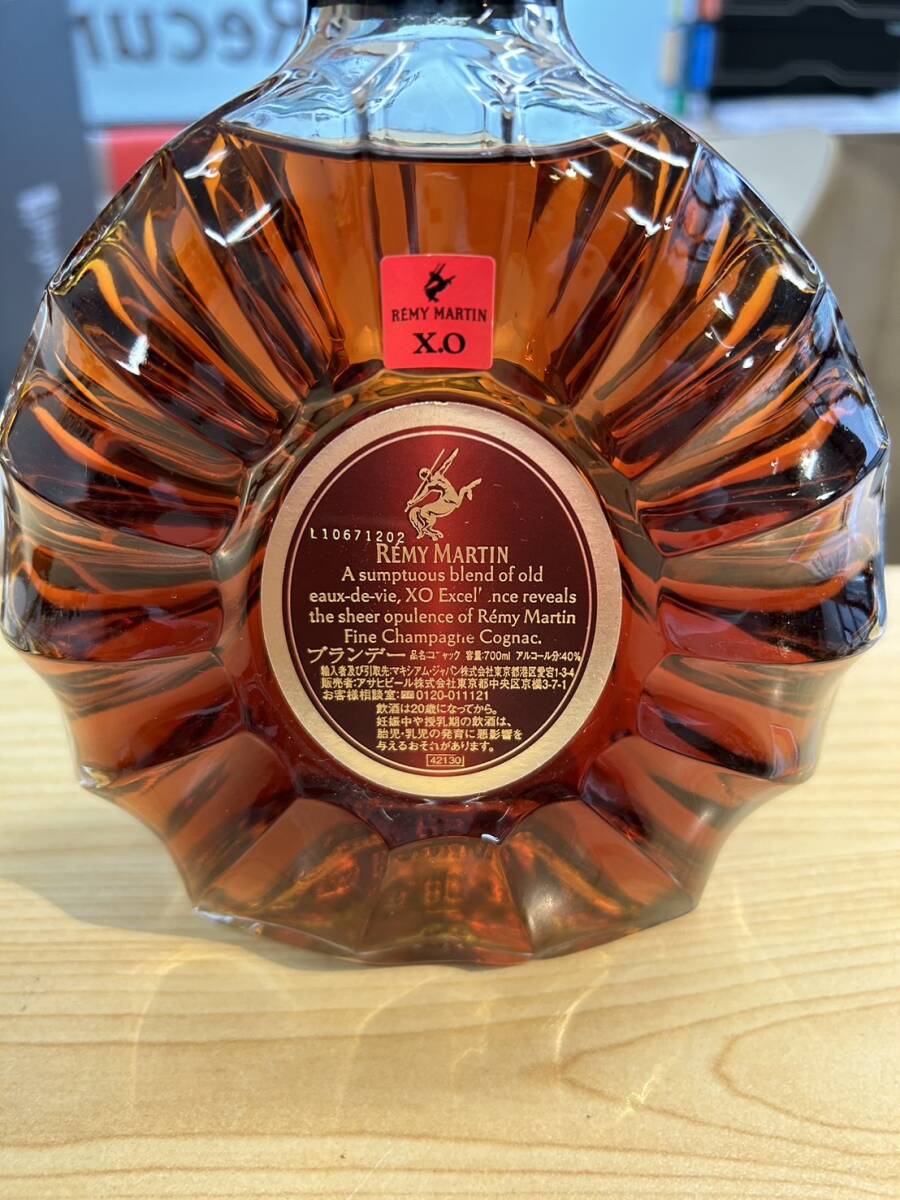 Recur
RÉMY MARTIN
X.O
L10671202
RÉMY MARTIN
A sumptuous blend of old
eaux-de-vie, XO reveals
the sheer opulence of Rémy Martin
Fine Champagne Cognac.
ブランデー 品名:コニャック 容量:700ml アルコール分:40%
輸入者及び引取先:マキシアム・ジャパン株式会社東京都港区愛宕1-3-4
販売者:アサヒビール株式会社東京都中央区京橋3-7-1
お客様相談室:0120-011121
飲酒は20歳になってから。
妊娠中や授乳期の飲酒は、
胎児・乳児の発育に悪影響を
与えるおそれがあります。
42130